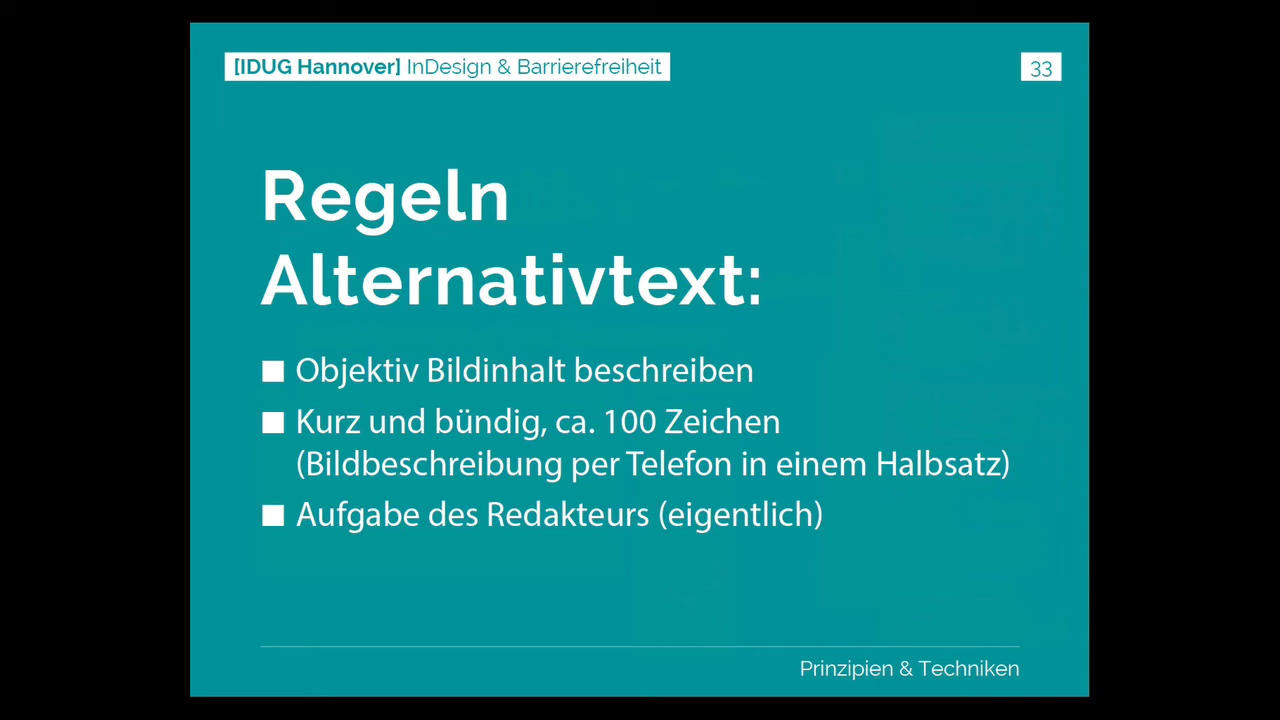 [IDUG Hannover] InDesign & Barrierefreiheit
33
Regeln
Alternativtext:
■ Objektiv Bildinhalt beschreiben
■ Kurz und bündig, ca. 100 Zeichen
(Bildbeschreibung per Telefon in einem Halbsatz)
■ Aufgabe des Redakteurs (eigentlich)
Prinzipien & Techniken